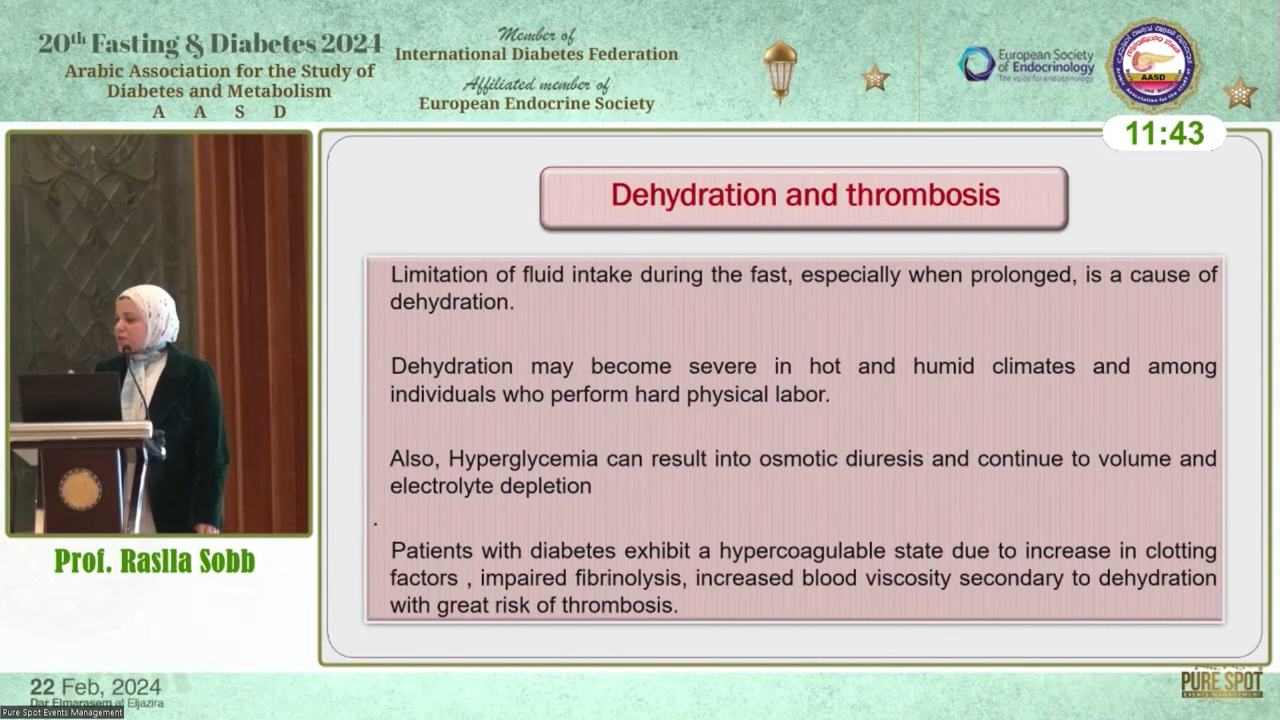 20th Fasting & Diabetes 2024
Arabic Association for the Study of
Diabetes and Metabolism
A A S D
Member of
International Diabetes Federation
Affiliated member of
European Endocrine Society
European Society
of Endocrinology
The voice for endocrinology
AASD
11:43
Dehydration and thrombosis
Limitation of fluid intake during the fast, especially when prolonged, is a cause of
dehydration.
Dehydration may become severe in hot and humid climates and among
individuals who perform hard physical labor.
Also, Hyperglycemia can result into osmotic diuresis and continue to volume and
electrolyte depletion
.
Patients with diabetes exhibit a hypercoagulable state due to increase in clotting
factors , impaired fibrinolysis, increased blood viscosity secondary to dehydration
with great risk of thrombosis.
Prof. Raslla Sobb
22 Feb, 2024
Dar Elmarasem at Eljazira
Pure Spot Events Management
PURE SPOT
EVENTS MANAGEMENT